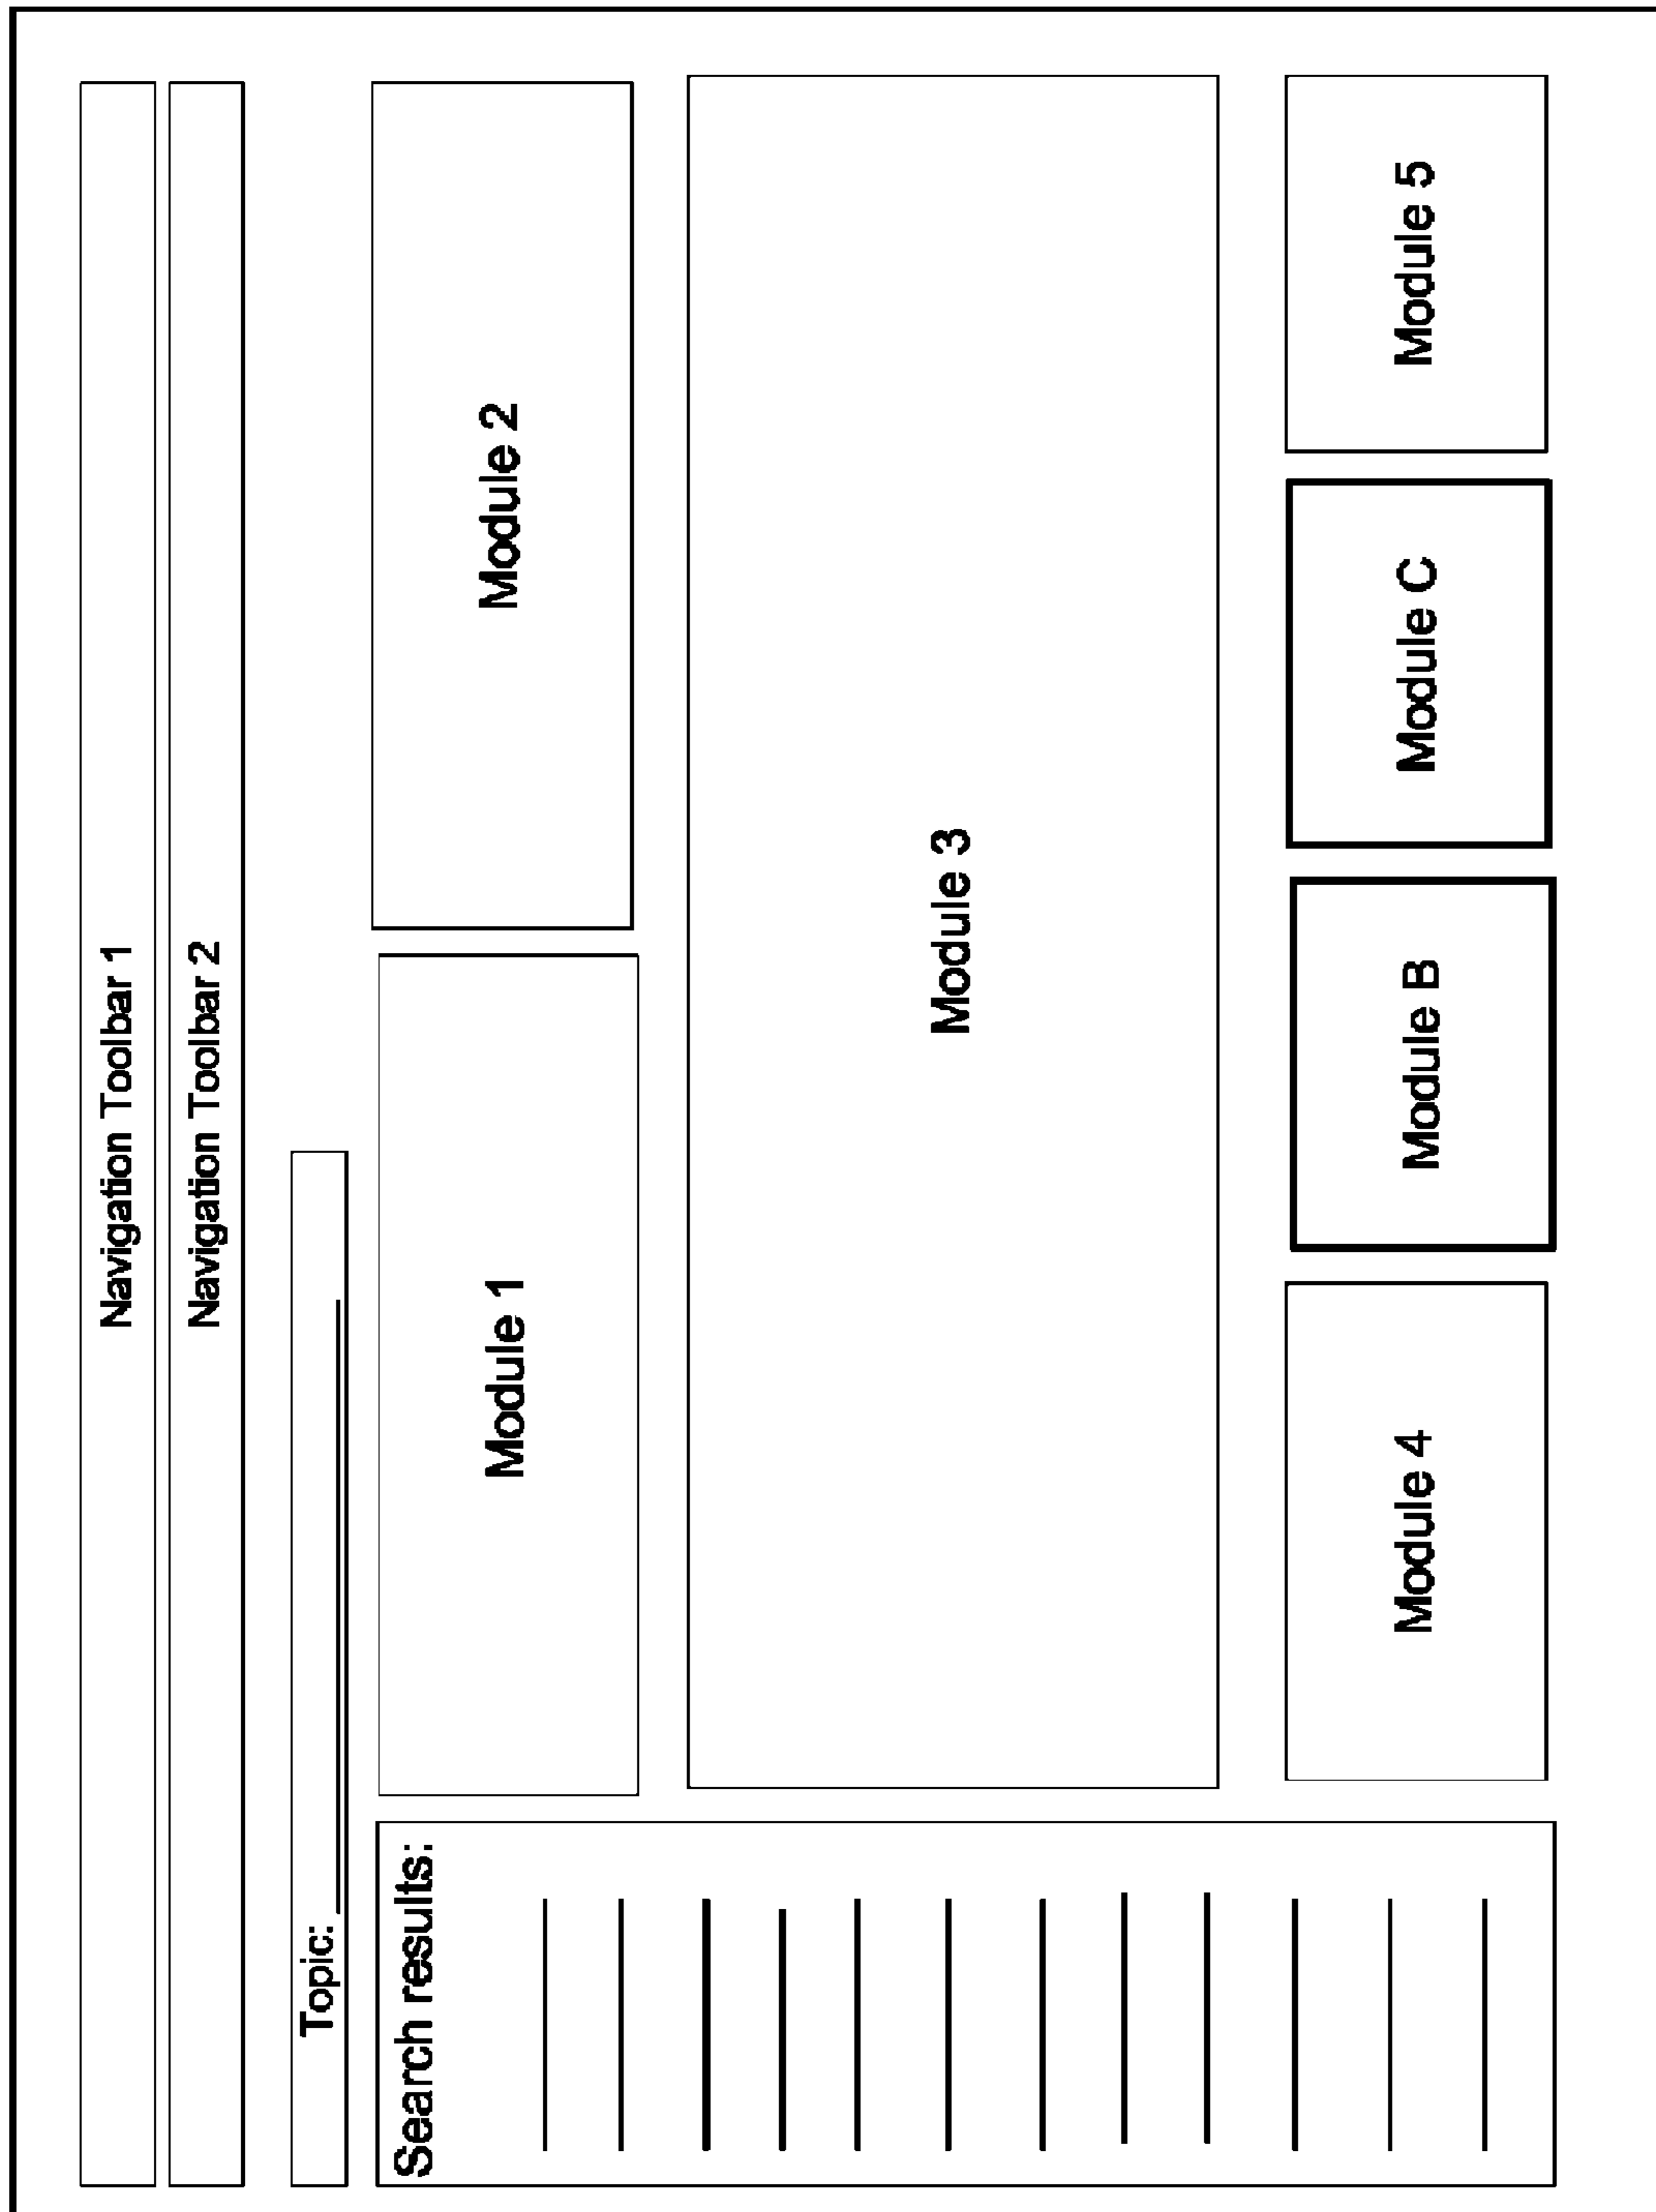 Navigation Toolbar 1
Navigation Toolbar 2
Topic:
Search results:
Module 1
Module 2
Module 3
Module 4
Module B
Module C
Module 5